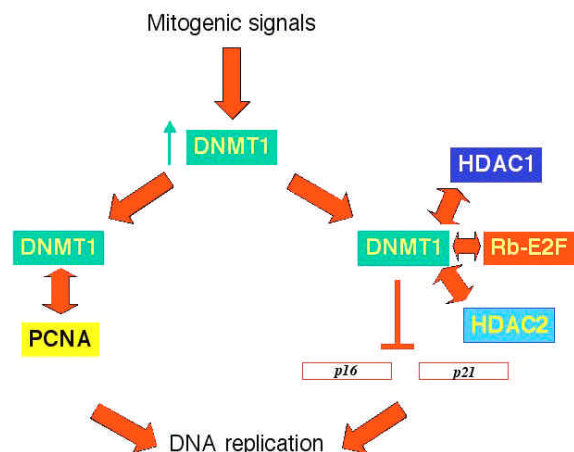 Mitogenic signals
DNMT1
HDAC1
DNMT1
DNMT1
Rb-E2F
PCNA
HDAC2
p16
p21
DNA replication